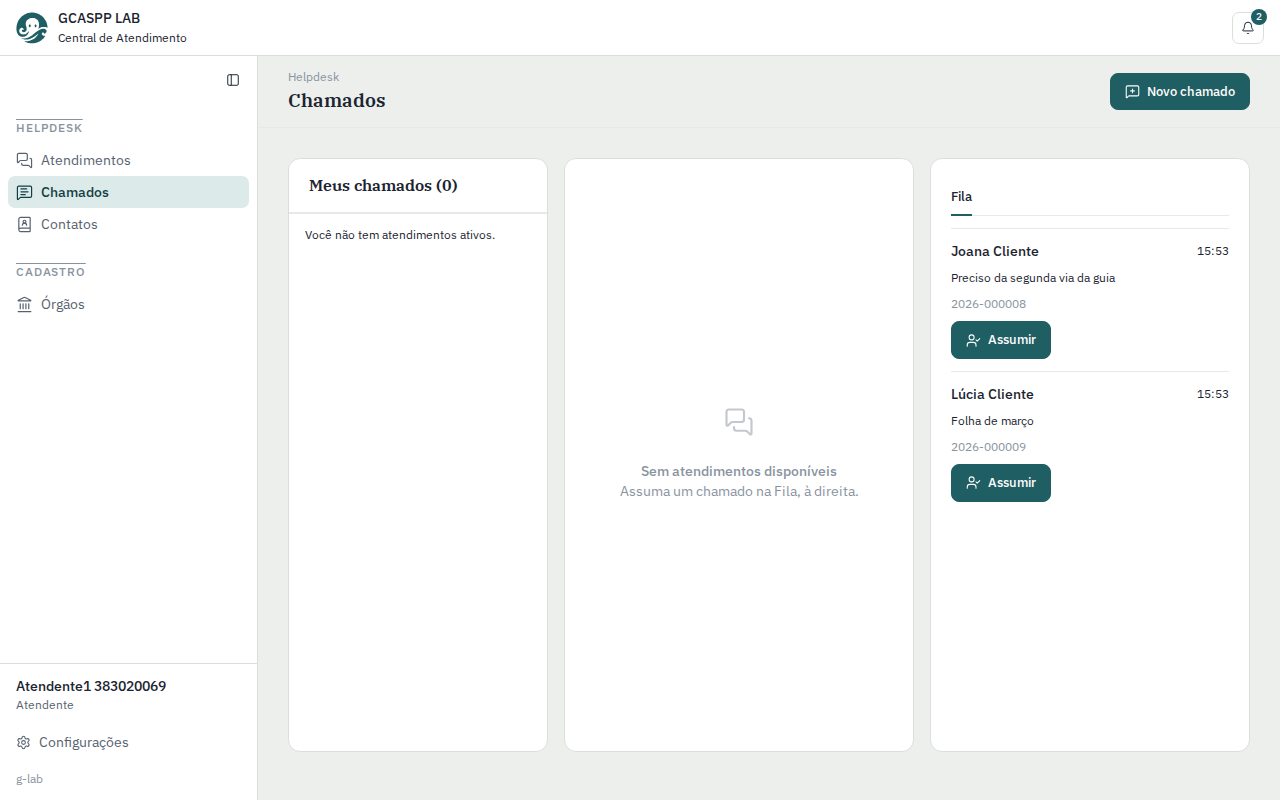 GCASPP LAB
Central de Atendimento
2
HELPDESK
Atendimentos
Chamados
Contatos
CADASTRO
Órgãos
Atendente1 383020069
Atendente
Configurações
g-lab
Helpdesk
Chamados
Novo chamado
Meus chamados (0)
Você não tem atendimentos ativos.
Sem atendimentos disponíveis
Assuma um chamado na Fila, à direita.
Fila
Joana Cliente 15:53
Preciso da segunda via da guia
2026-000008
Assumir
Lúcia Cliente 15:53
Folha de março
2026-000009
Assumir